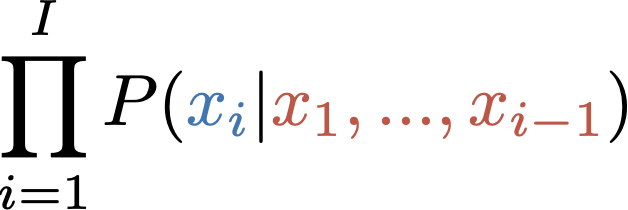 ∏_{i=1}^{I} P(x_i|x_1, ..., x_{i−1})